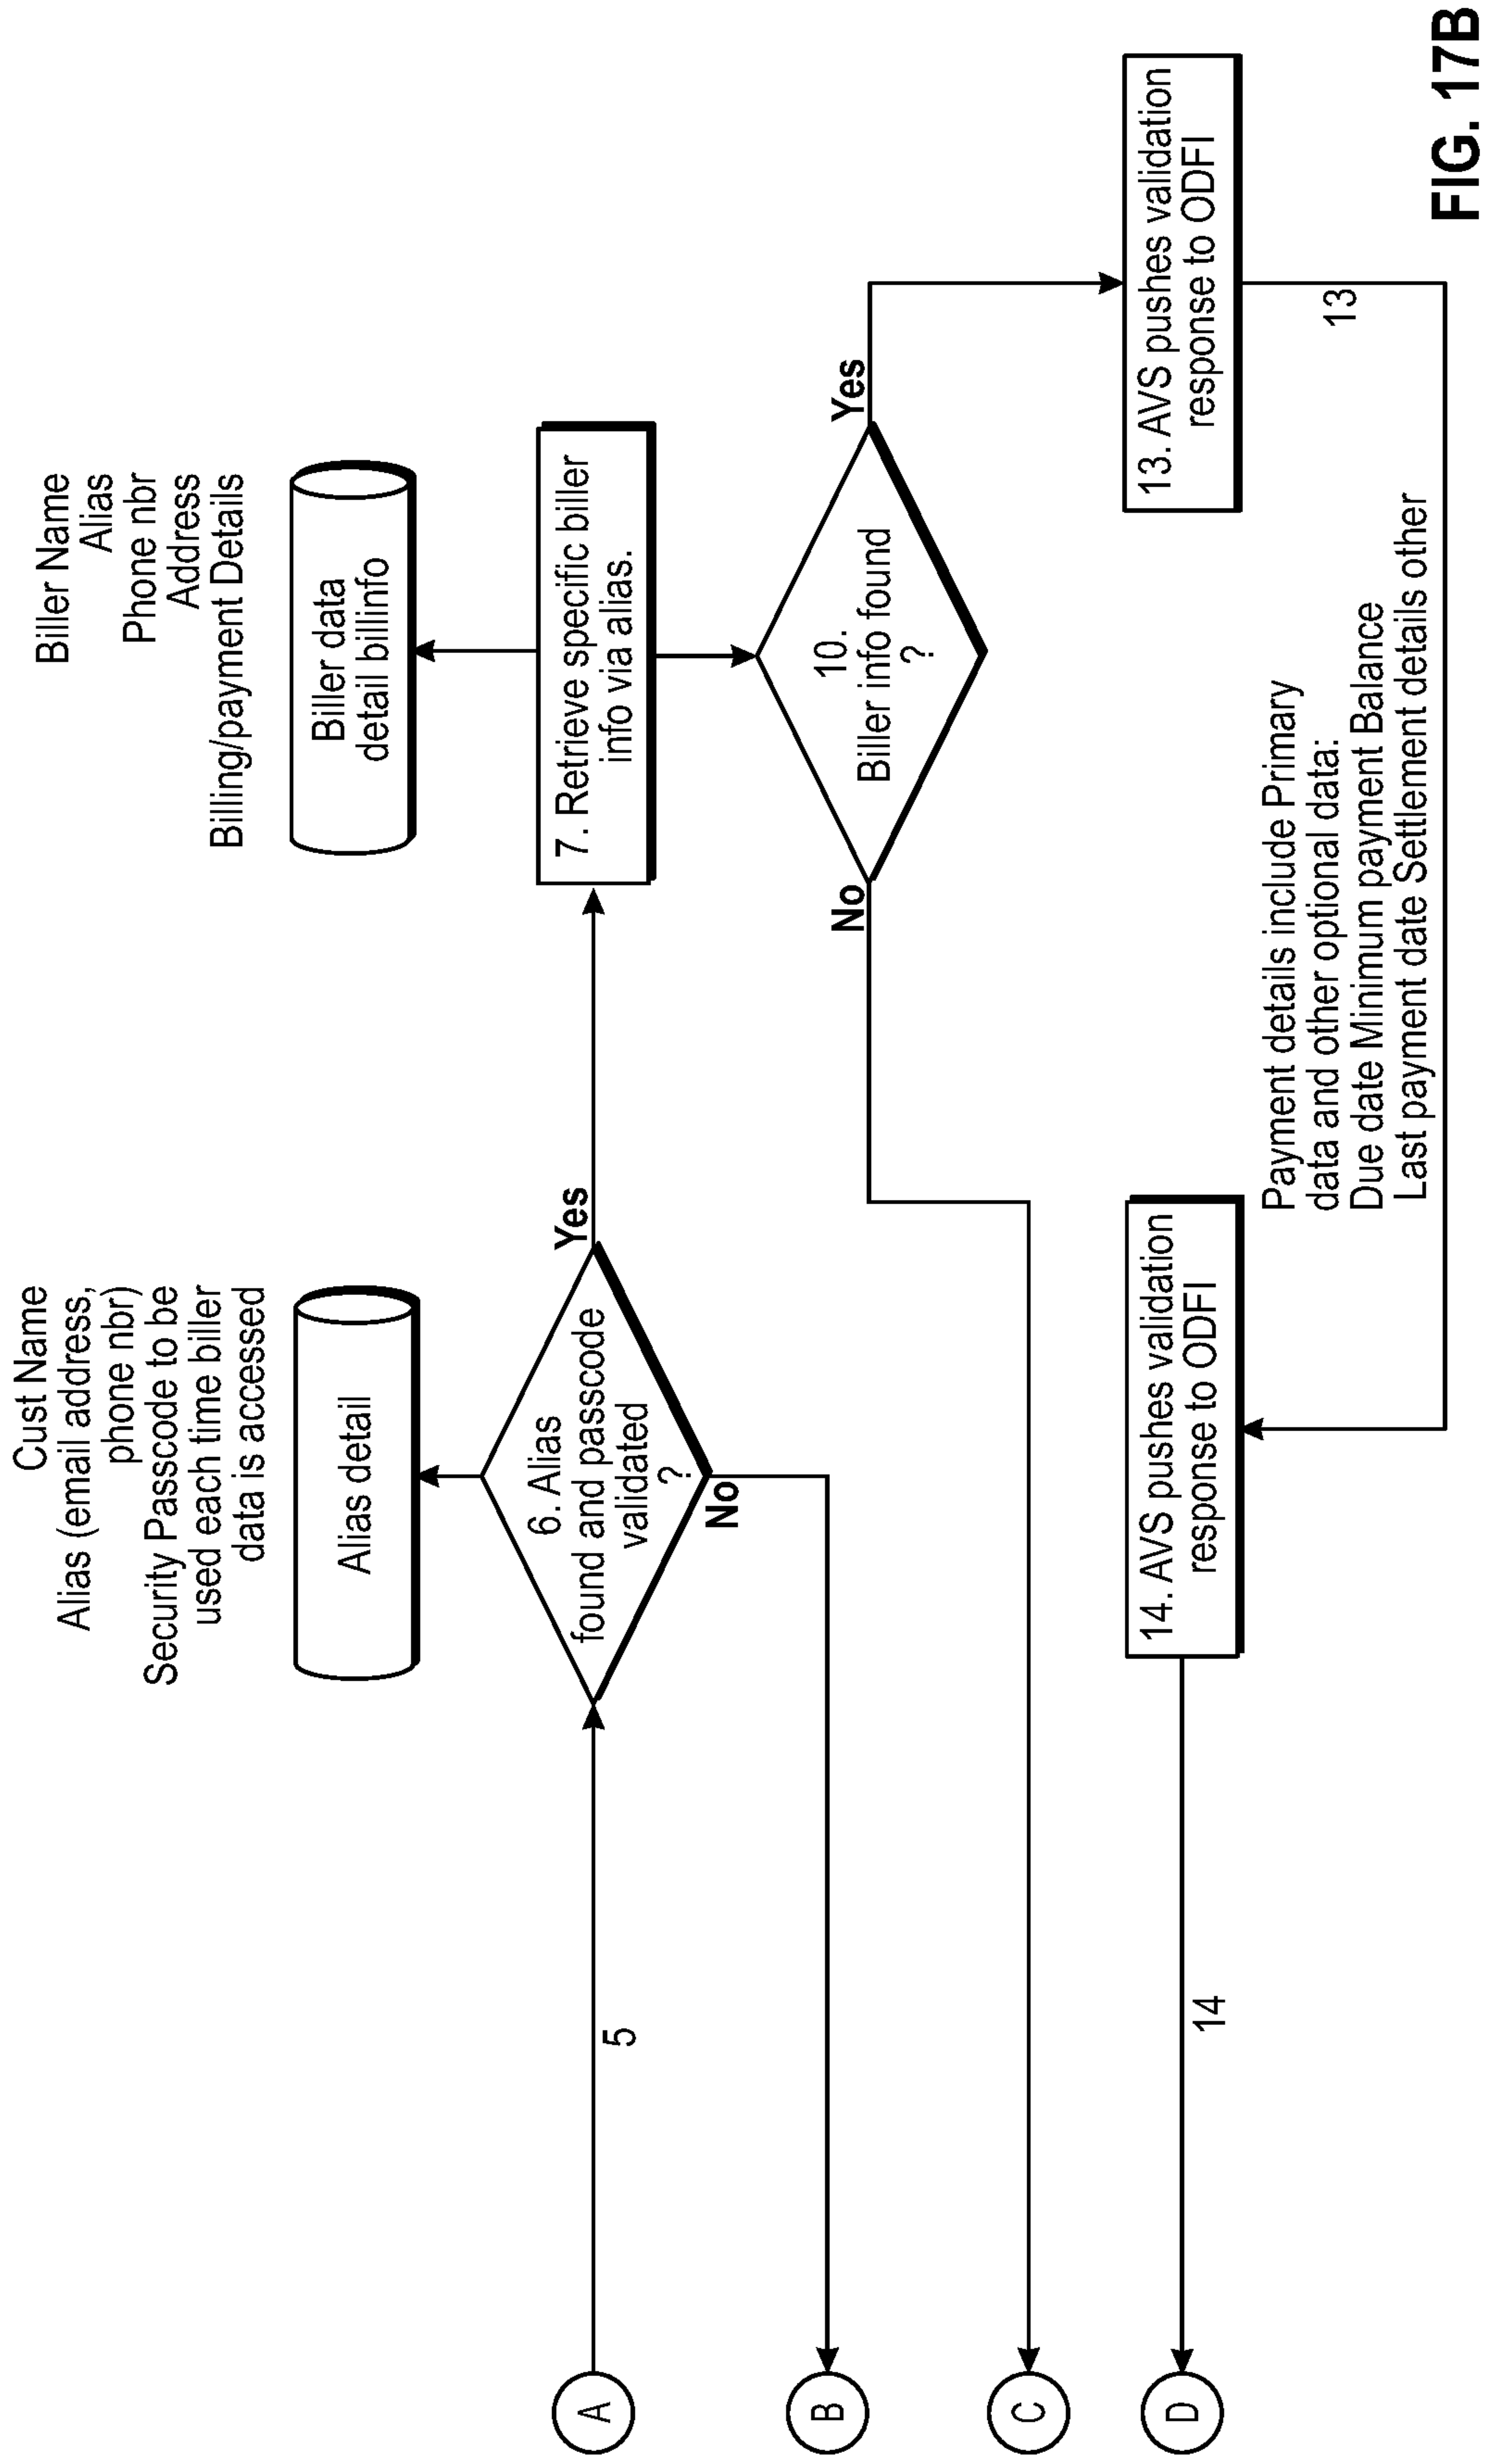 Cust Name
Alias (email address,
phone nbr)
Security Passcode to be
used each time biller
data is accessed
Biller Name
Alias
Phone nbr
Address
Billing/payment Details
Alias detail
Biller data
detail billinfo
A
5
6. Alias
found and passcode
validated
?
Yes
No
7. Retrieve specific biller
info via alias.
B
10.
Biller info found
?
No
Yes
C
D
14
14. AVS pushes validation
response to ODFI
13. AVS pushes validation
response to ODFI
13
Payment details include Primary
data and other optional data:
Due date Minimum payment Balance
Last payment date Settlement details other
FIG. 17B